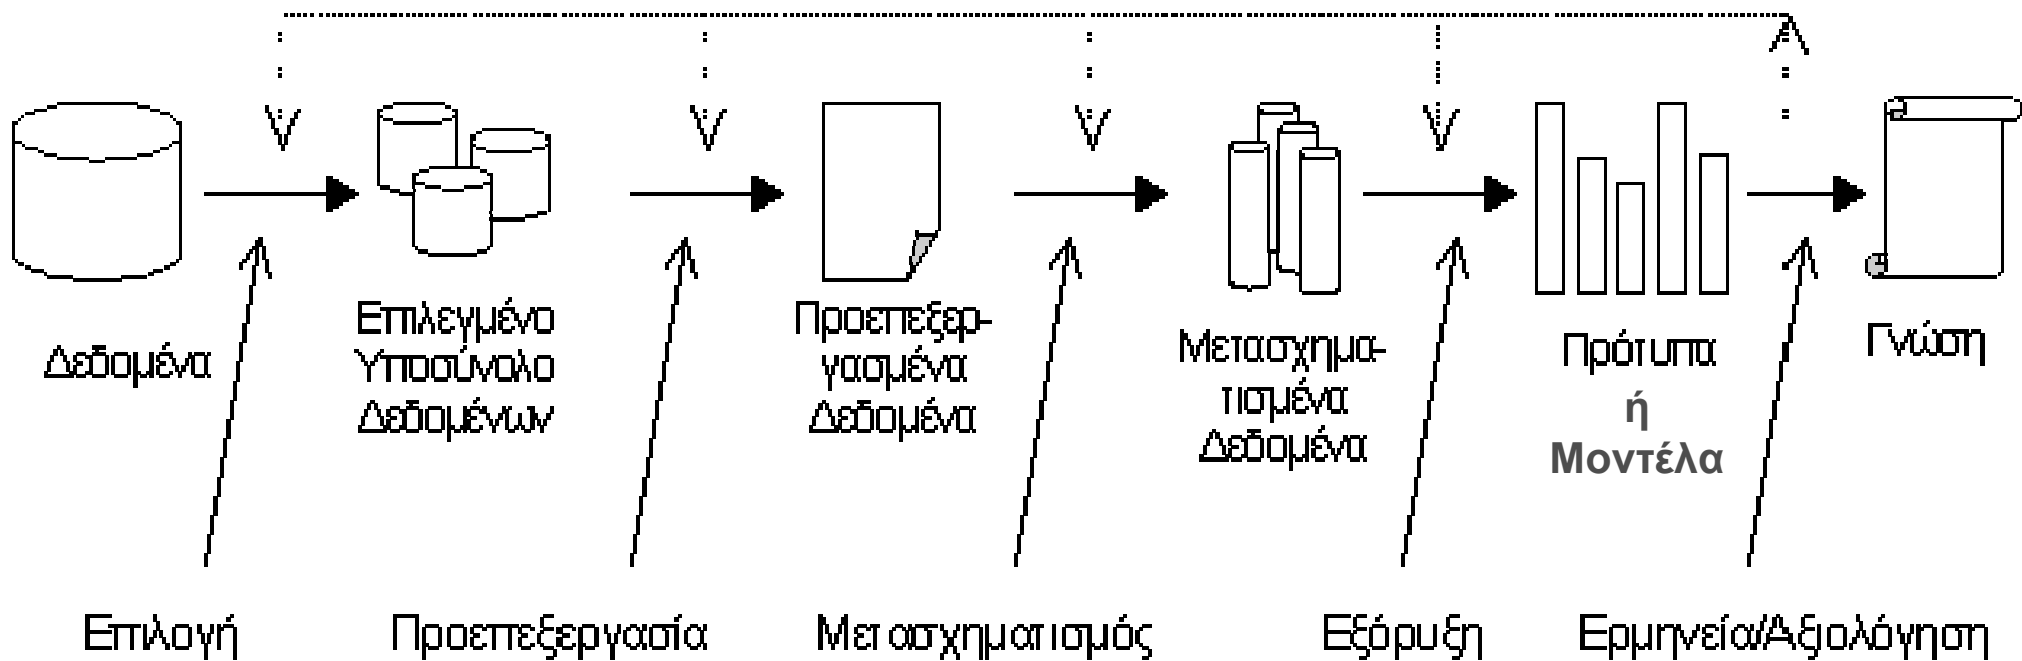 Δεδομένα
Επιλεγμένο
Υποσύνολο
Δεδομένων
Προεπεξερ-
γασμένα
Δεδομένα
Μετασχημα-
τισμένα
Δεδομένα
Πρότυπα
ή
Μοντέλα
Γνώση
Επιλογή
Προεπεξεργασία
Μετασχηματισμός
Εξόρυξη
Ερμηνεία/Αξιολόγηση